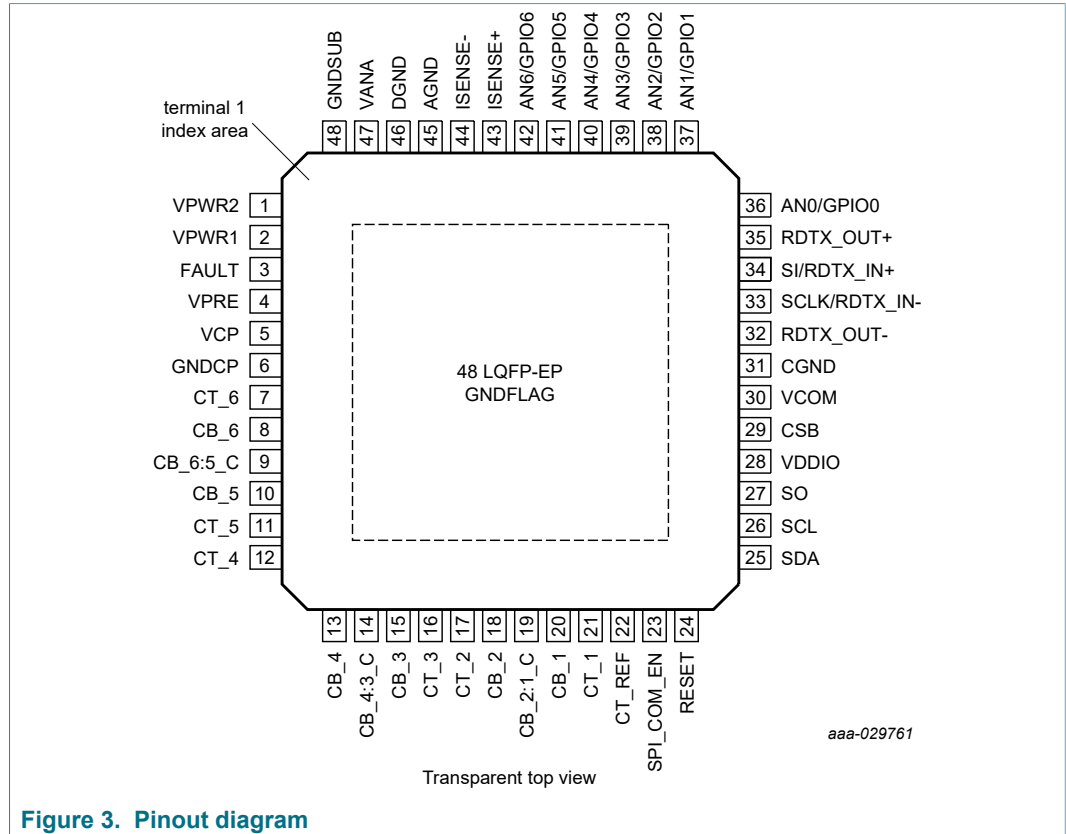 GNDSUB
VANA
DGND
AGND
ISENSE-
ISENSE+
AN6/GPIO6
AN5/GPIO5
AN4/GPIO4
AN3/GPIO3
AN2/GPIO2
AN1/GPIO1
terminal 1
index area
48
47
46
45
44
43
42
41
40
39
38
37
VPWR2 1
VPWR1 2
FAULT 3
VPRE 4
VCP 5
GNDCP 6
CT_6 7
CB_6 8
CB_6:5_C 9
CB_5 10
CT_5 11
CT_4 12
48 LQFP-EP
GNDFLAG
36 AN0/GPIO0
35 RDTX_OUT+
34 SI/RDTX_IN+
33 SCLK/RDTX_IN-
32 RDTX_OUT-
31 CGND
30 VCOM
29 CSB
28 VDDIO
27 SO
26 SCL
25 SDA
13
14
15
16
17
18
19
20
21
22
23
24
CB_4
CB_4:3_C
CB_3
CT_3
CT_2
CB_2
CB_2:1_C
CB_1
CT_1
CT_REF
SPI_COM_EN
RESET
aaa-029761
Transparent top view
Figure 3. Pinout diagram